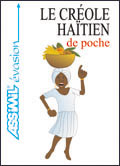 LE CRÉOLE
HAÏTIEN
de poche
ASSiMiL évasion